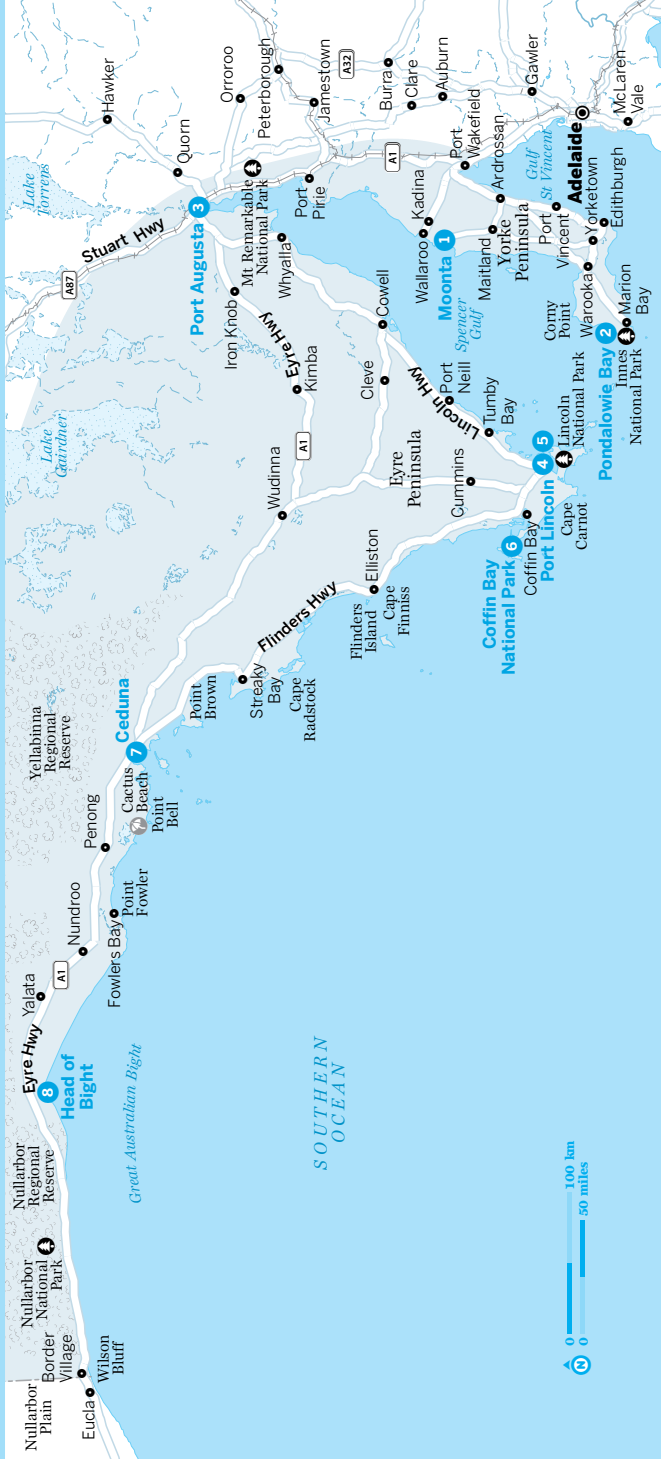 Nullarbor
Plain
Eucla
Border
Village
Wilson
Bluff
Nullarbor
National
Park
Nullarbor
Regional
Reserve
Eyre Hwy
8
Head of
Bight
Yalata
A1
Nundroo
Fowlers Bay
Point
Fowler
Penong
Cactus
Beach
Point
Bell
Yellabinna
Regional
Reserve
7
Ceduna
Great Australian Bight
SOUTHERN
OCEAN
Point
Brown
Streaky
Bay
Cape
Radstock
Flinders Hwy
Flinders
Island
Elliston
Cape
Finniss
Wudinna
A1
Lake
Gairdner
Kimba
Eyre Hwy
Iron Knob
A87
Stuart Hwy
Lake
Torrens
Hawker
Quorn
Port Augusta
3
Orroroo
Peterborough
Mt Remarkable
National Park
Jamestown
Port
Pirie
Whyalla
Cowell
Cleve
Eyre
Peninsula
Lincoln Hwy
Port
Neill
Tumby
Bay
Cummins
Coffin Bay
National Park
6
Coffin Bay
Port Lincoln
4
5
Lincoln
National Park
Cape
Carnot
A32
Burra
Clare
Auburn
Gawler
A1
Port
Wakefield
Kadina
Wallaroo
Moonta
1
Spencer
Gulf
Maitland
Ardrossan
Yorke
Peninsula
Gulf
St Vincent
Port
Vincent
Adelaide
McLaren
Vale
Yorketown
Edithburgh
Warooka
Corny
Point
Marion
Bay
Pondalowie Bay
2
Innes
National Park
N
0
100 km
0
50 miles